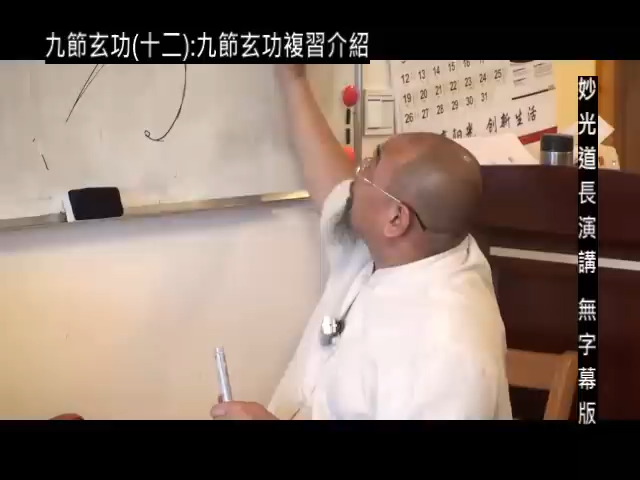 九節玄功(十二):九節玄功複習介紹
12 13 14 15 16 17 18
19 20 21 22 23 24 25
26 27 28 29 30 31
創新生活
妙光道長演講 無字幕版